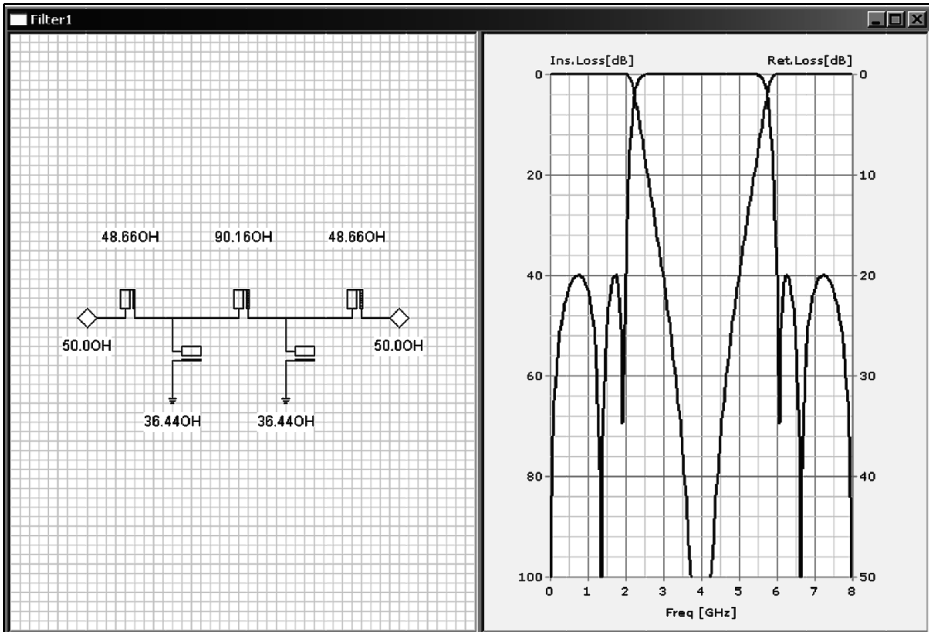 Filter1
48.66OH 90.16OH 48.66OH
50.0OH 50.0OH
36.44OH 36.44OH
Ins.Loss[dB] Ret.Loss[dB]
0 0
20 10
40 20
60 30
80 40
100 50
0 1 2 3 4 5 6 7 8
Freq [GHz]